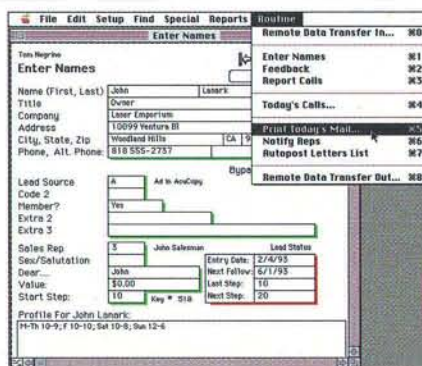 File Edit Setup Find Special Reports Routine
Enter Names
Remote Data Transfer In... ⌘0
Enter Names ⌘1
Feedback ⌘2
Report Calls ⌘3
Today's Calls... ⌘4
Print Today's Mail... ⌘5
Notify Reps ⌘6
Autopost Letters List ⌘7
Remote Data Transfer Out... ⌘8
Tom Negrino
Enter Names
Name (First, Last) John Lanark
Title Owner
Company Laser Emporium
Address 10099 Ventura Bl
City, State, Zip Woodland Hills CA 9
Phone, Alt. Phone: 818 555-2737
Bypa
Lead Source A Ad in AcuCopy
Code 2
Member? Yes
Extra 2
Extra 3
Sales Rep 3 John Salesman Lead Status
Sex/Salutation Entry Date: 2/4/93
Dear... John Next Follow: 6/1/93
Value: $0.00 Last Step: 10
Start Step: 10 Key # 518 Next Step: 20
Profile For John Lanark:
M-Th 10-9; F 10-10; Sat 10-8; Sun 12-6